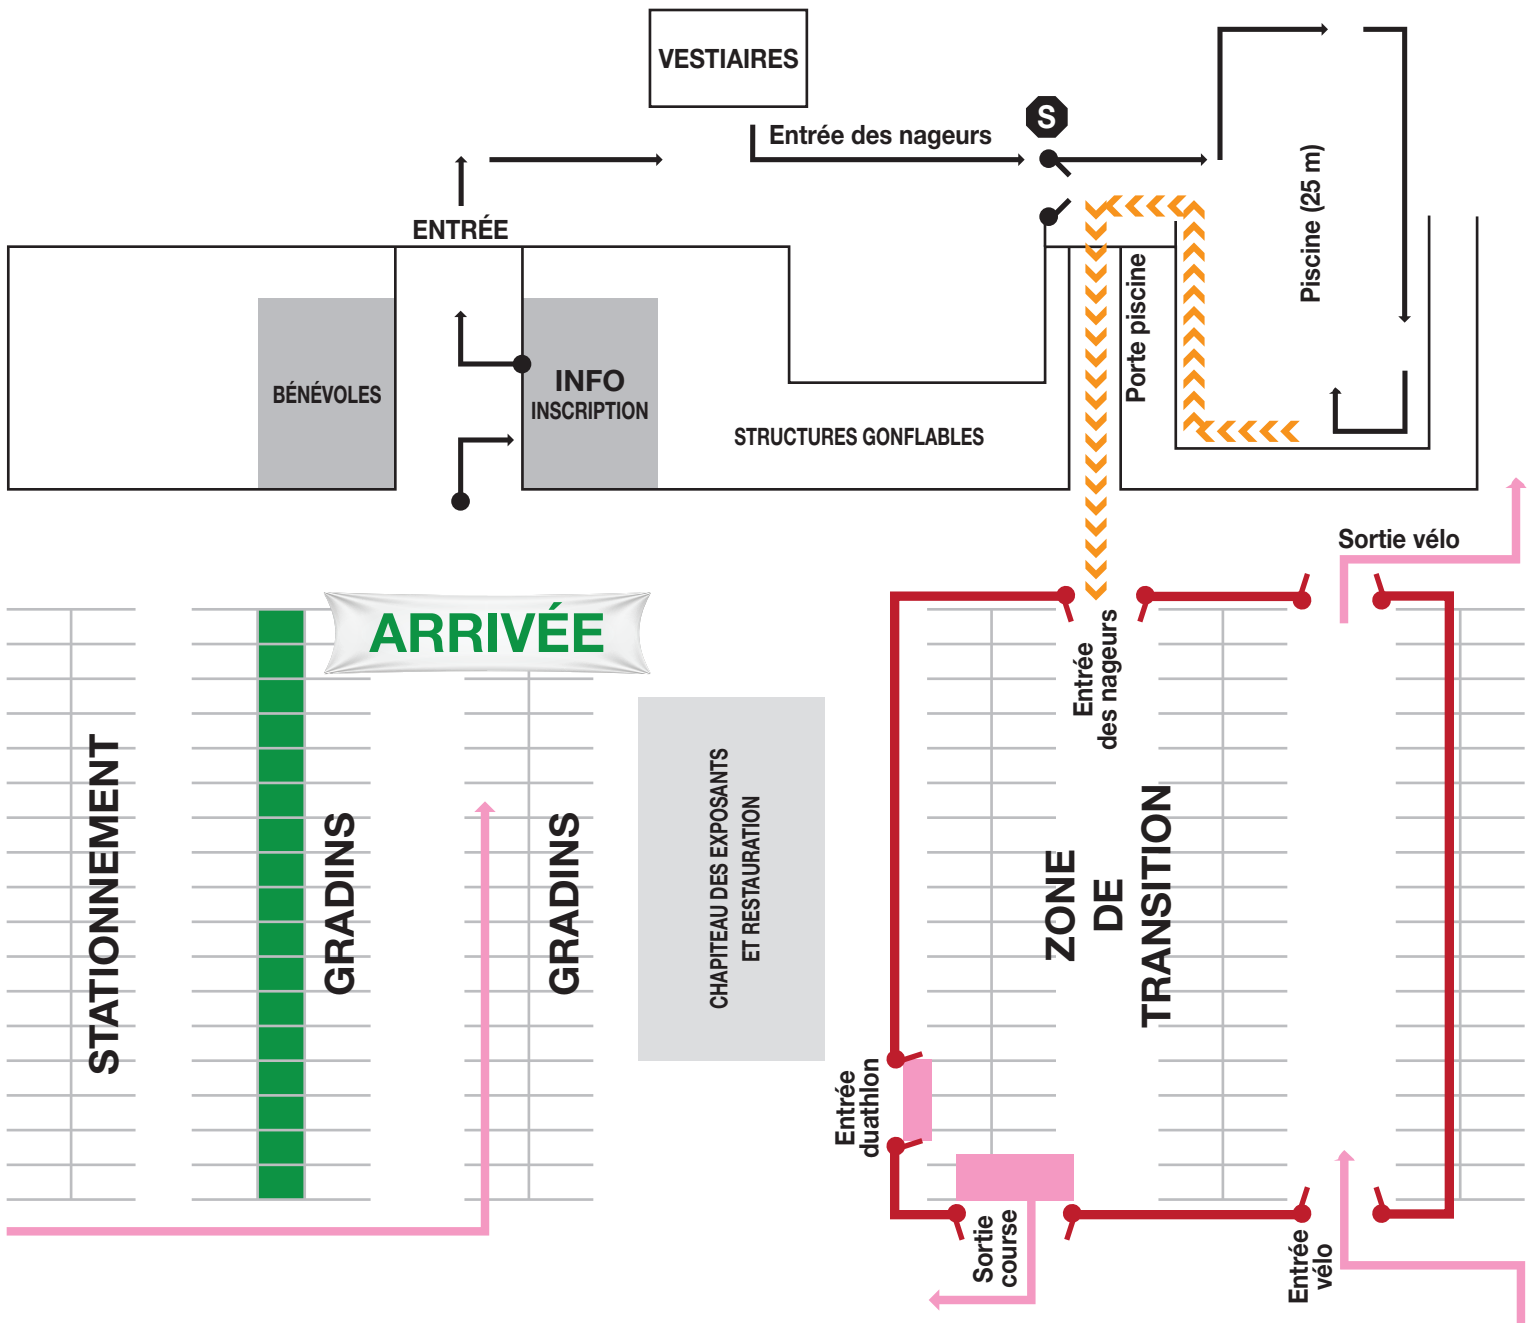 VESTIAIRES
S
Entrée des nageurs
Piscine (25 m)
ENTRÉE
Porte piscine
BÉNÉVOLES
INFO
INSCRIPTION
STRUCTURES GONFLABLES
Sortie vélo
ARRIVÉE
Entrée
des nageurs
STATIONNEMENT
GRADINS
GRADINS
CHAPITEAU DES EXPOSANTS
ET RESTAURATION
ZONE
DE
TRANSITION
Entrée
duathlon
Sortie
course
Entrée
vélo